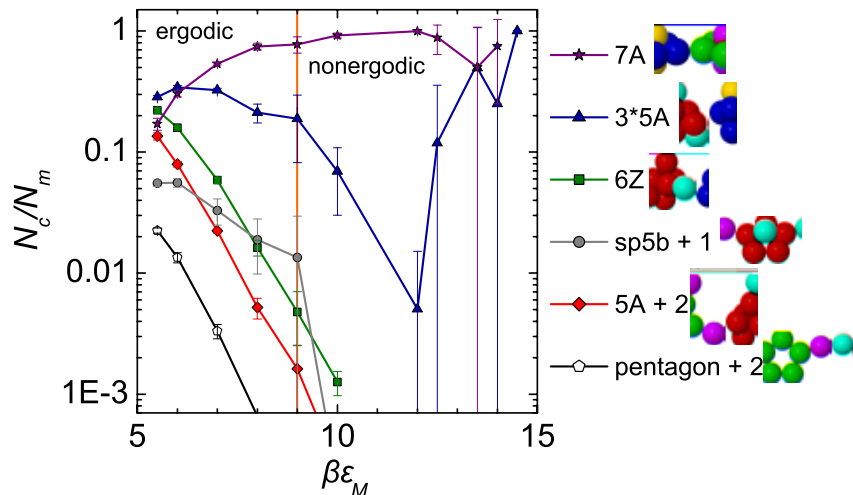 ergodic
nonergodic
1
0.1
0.01
1E-3
N_c/N_m
5
10
15
βε_M
7A
3*5A
6Z
sp5b + 1
5A + 2
pentagon + 2